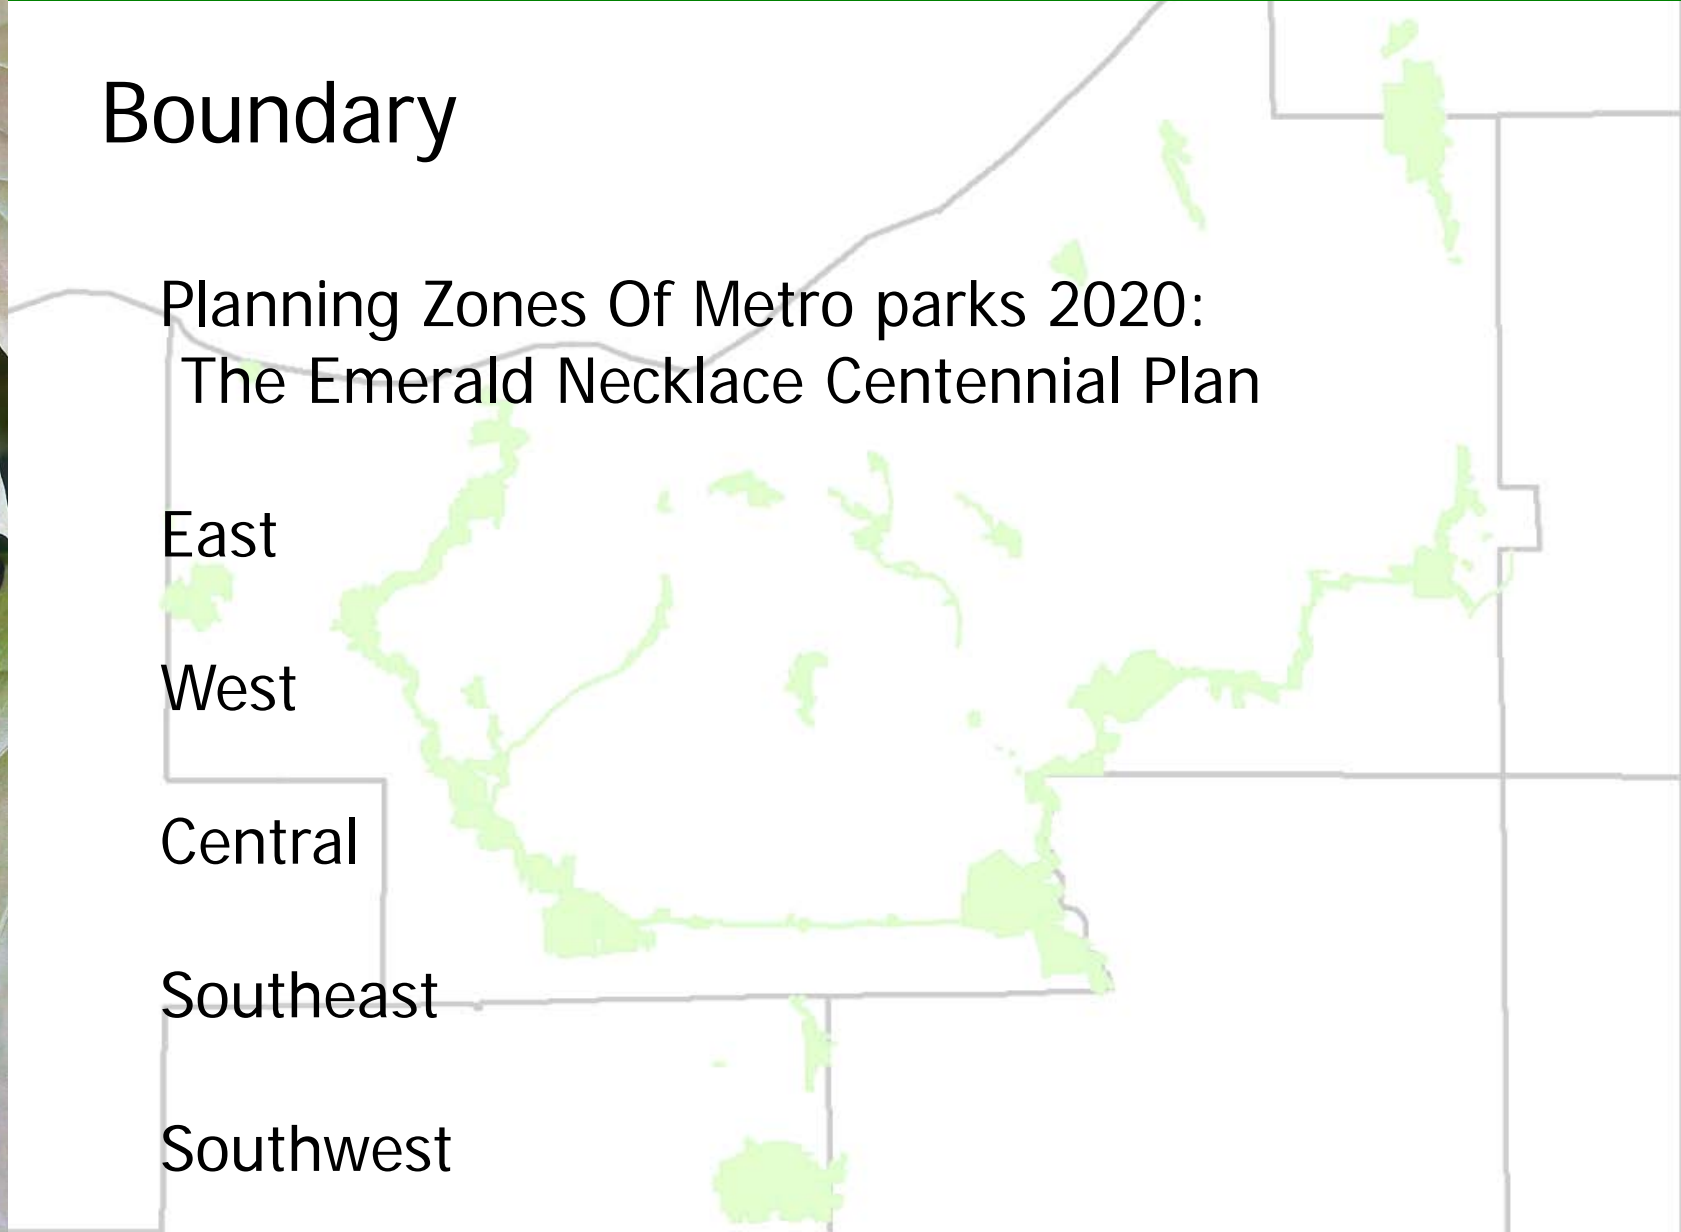 Boundary
Planning Zones Of Metro parks 2020:
The Emerald Necklace Centennial Plan
East
West
Central
Southeast
Southwest